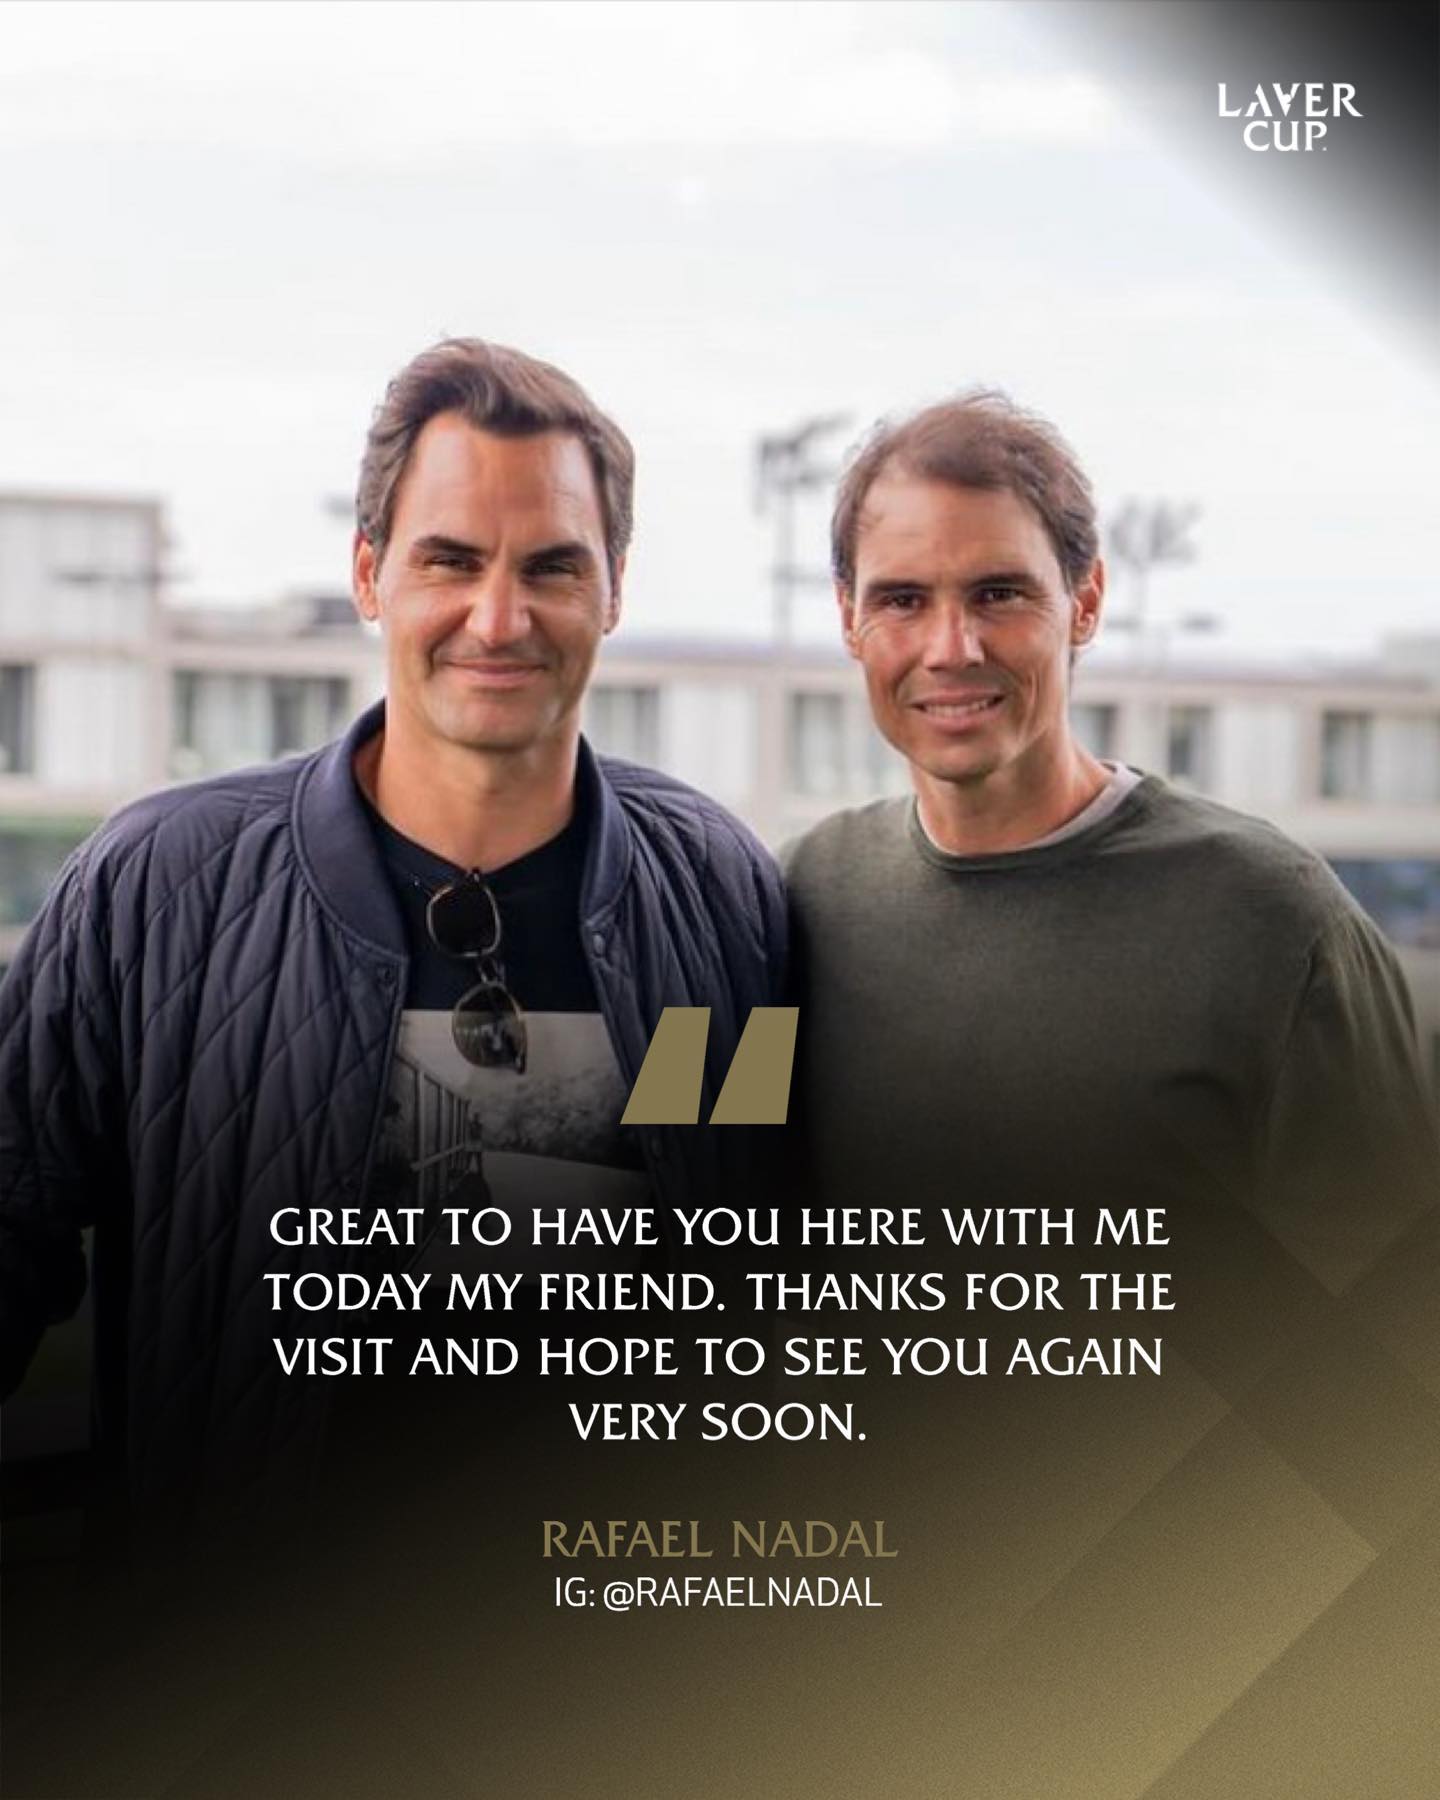 LAVER
CUP.
GREAT TO HAVE YOU HERE WITH ME
TODAY MY FRIEND. THANKS FOR THE
VISIT AND HOPE TO SEE YOU AGAIN
VERY SOON.
RAFAEL NADAL
IG: @RAFAELNADAL